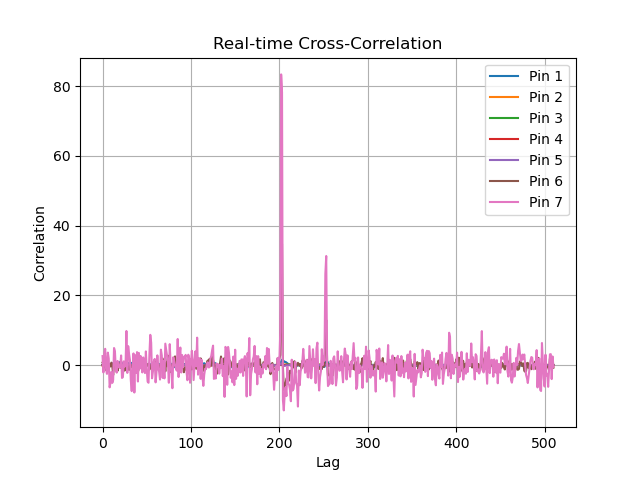 Real-time Cross-Correlation
Pin 1
Pin 2
Pin 3
Pin 4
Pin 5
Pin 6
Pin 7
80
60
40
20
0
Correlation
0 100 200 300 400 500
Lag